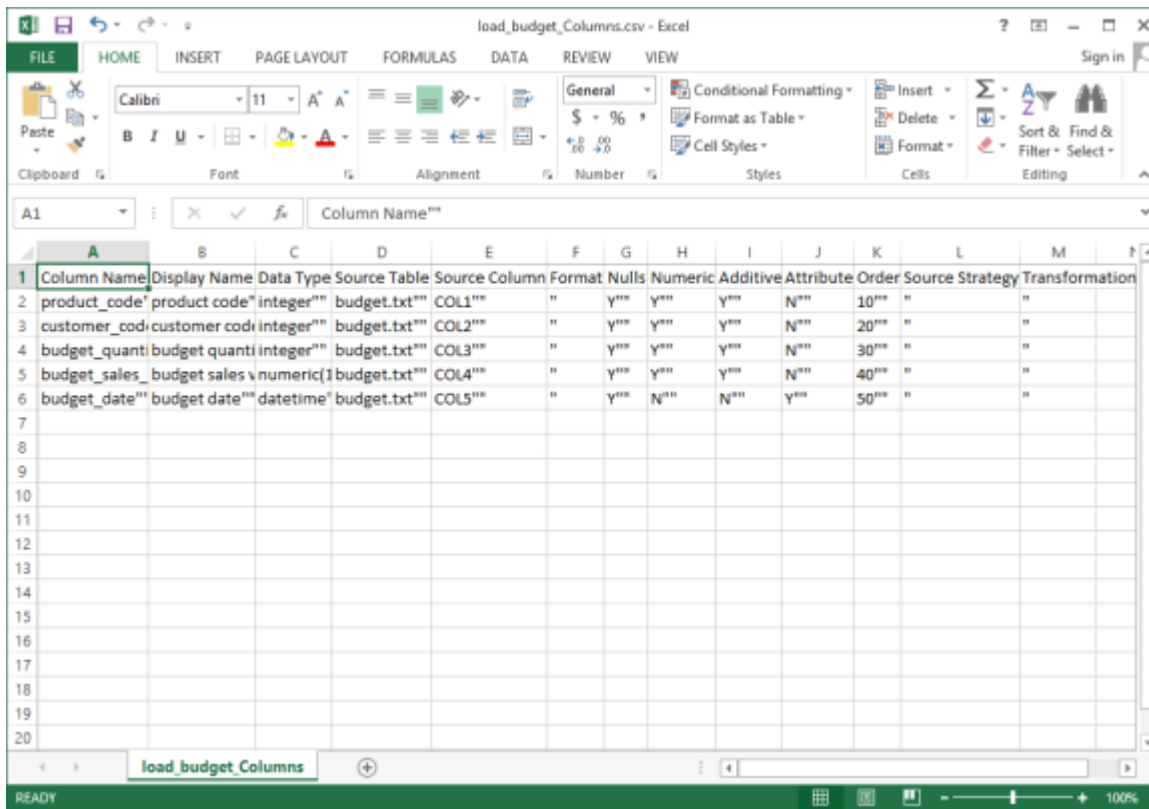 load_budget_Columns.csv - Excel
FILE HOME INSERT PAGE LAYOUT FORMULAS DATA REVIEW VIEW Sign in
Paste
Calibri 11
B I U
General
$ % ,
Conditional Formatting
Format as Table
Cell Styles
Insert
Delete
Format
Sort & Filter
Find & Select
Clipboard Font Alignment Number Styles Cells Editing
A1 fx Column Name""
A B C D E F G H I J K L M
1 Column Name Display Name Data Type Source Table Source Column Format Nulls Numeric Additive Attribute Order Source Strategy Transformation
2 product_code" product code" integer"" budget.txt"" COL1"" " Y"" Y"" Y"" N"" 10"" " "
3 customer_cod customer cod integer"" budget.txt"" COL2"" " Y"" Y"" Y"" N"" 20"" " "
4 budget_quanti budget quanti integer"" budget.txt"" COL3"" " Y"" Y"" Y"" N"" 30"" " "
5 budget_sales_ budget sales v numeric(1 budget.txt"" COL4"" " Y"" Y"" Y"" N"" 40"" " "
6 budget_date"" budget date"" datetime" budget.txt"" COL5"" " Y"" N"" N"" Y"" 50"" " "
7
8
9
10
11
12
13
14
15
16
17
18
19
20
load_budget_Columns
READY 100%